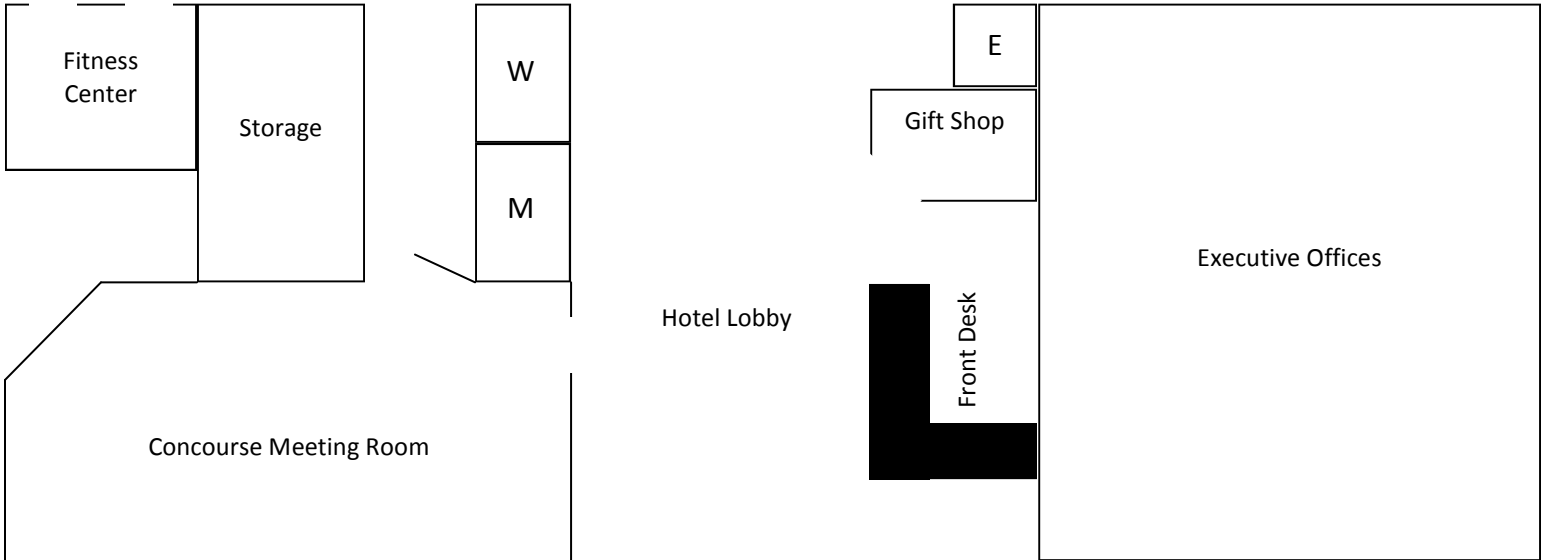 Fitness
Center
Storage
W
M
E
Gift Shop
Executive Offices
Hotel Lobby
Front Desk
Concourse Meeting Room